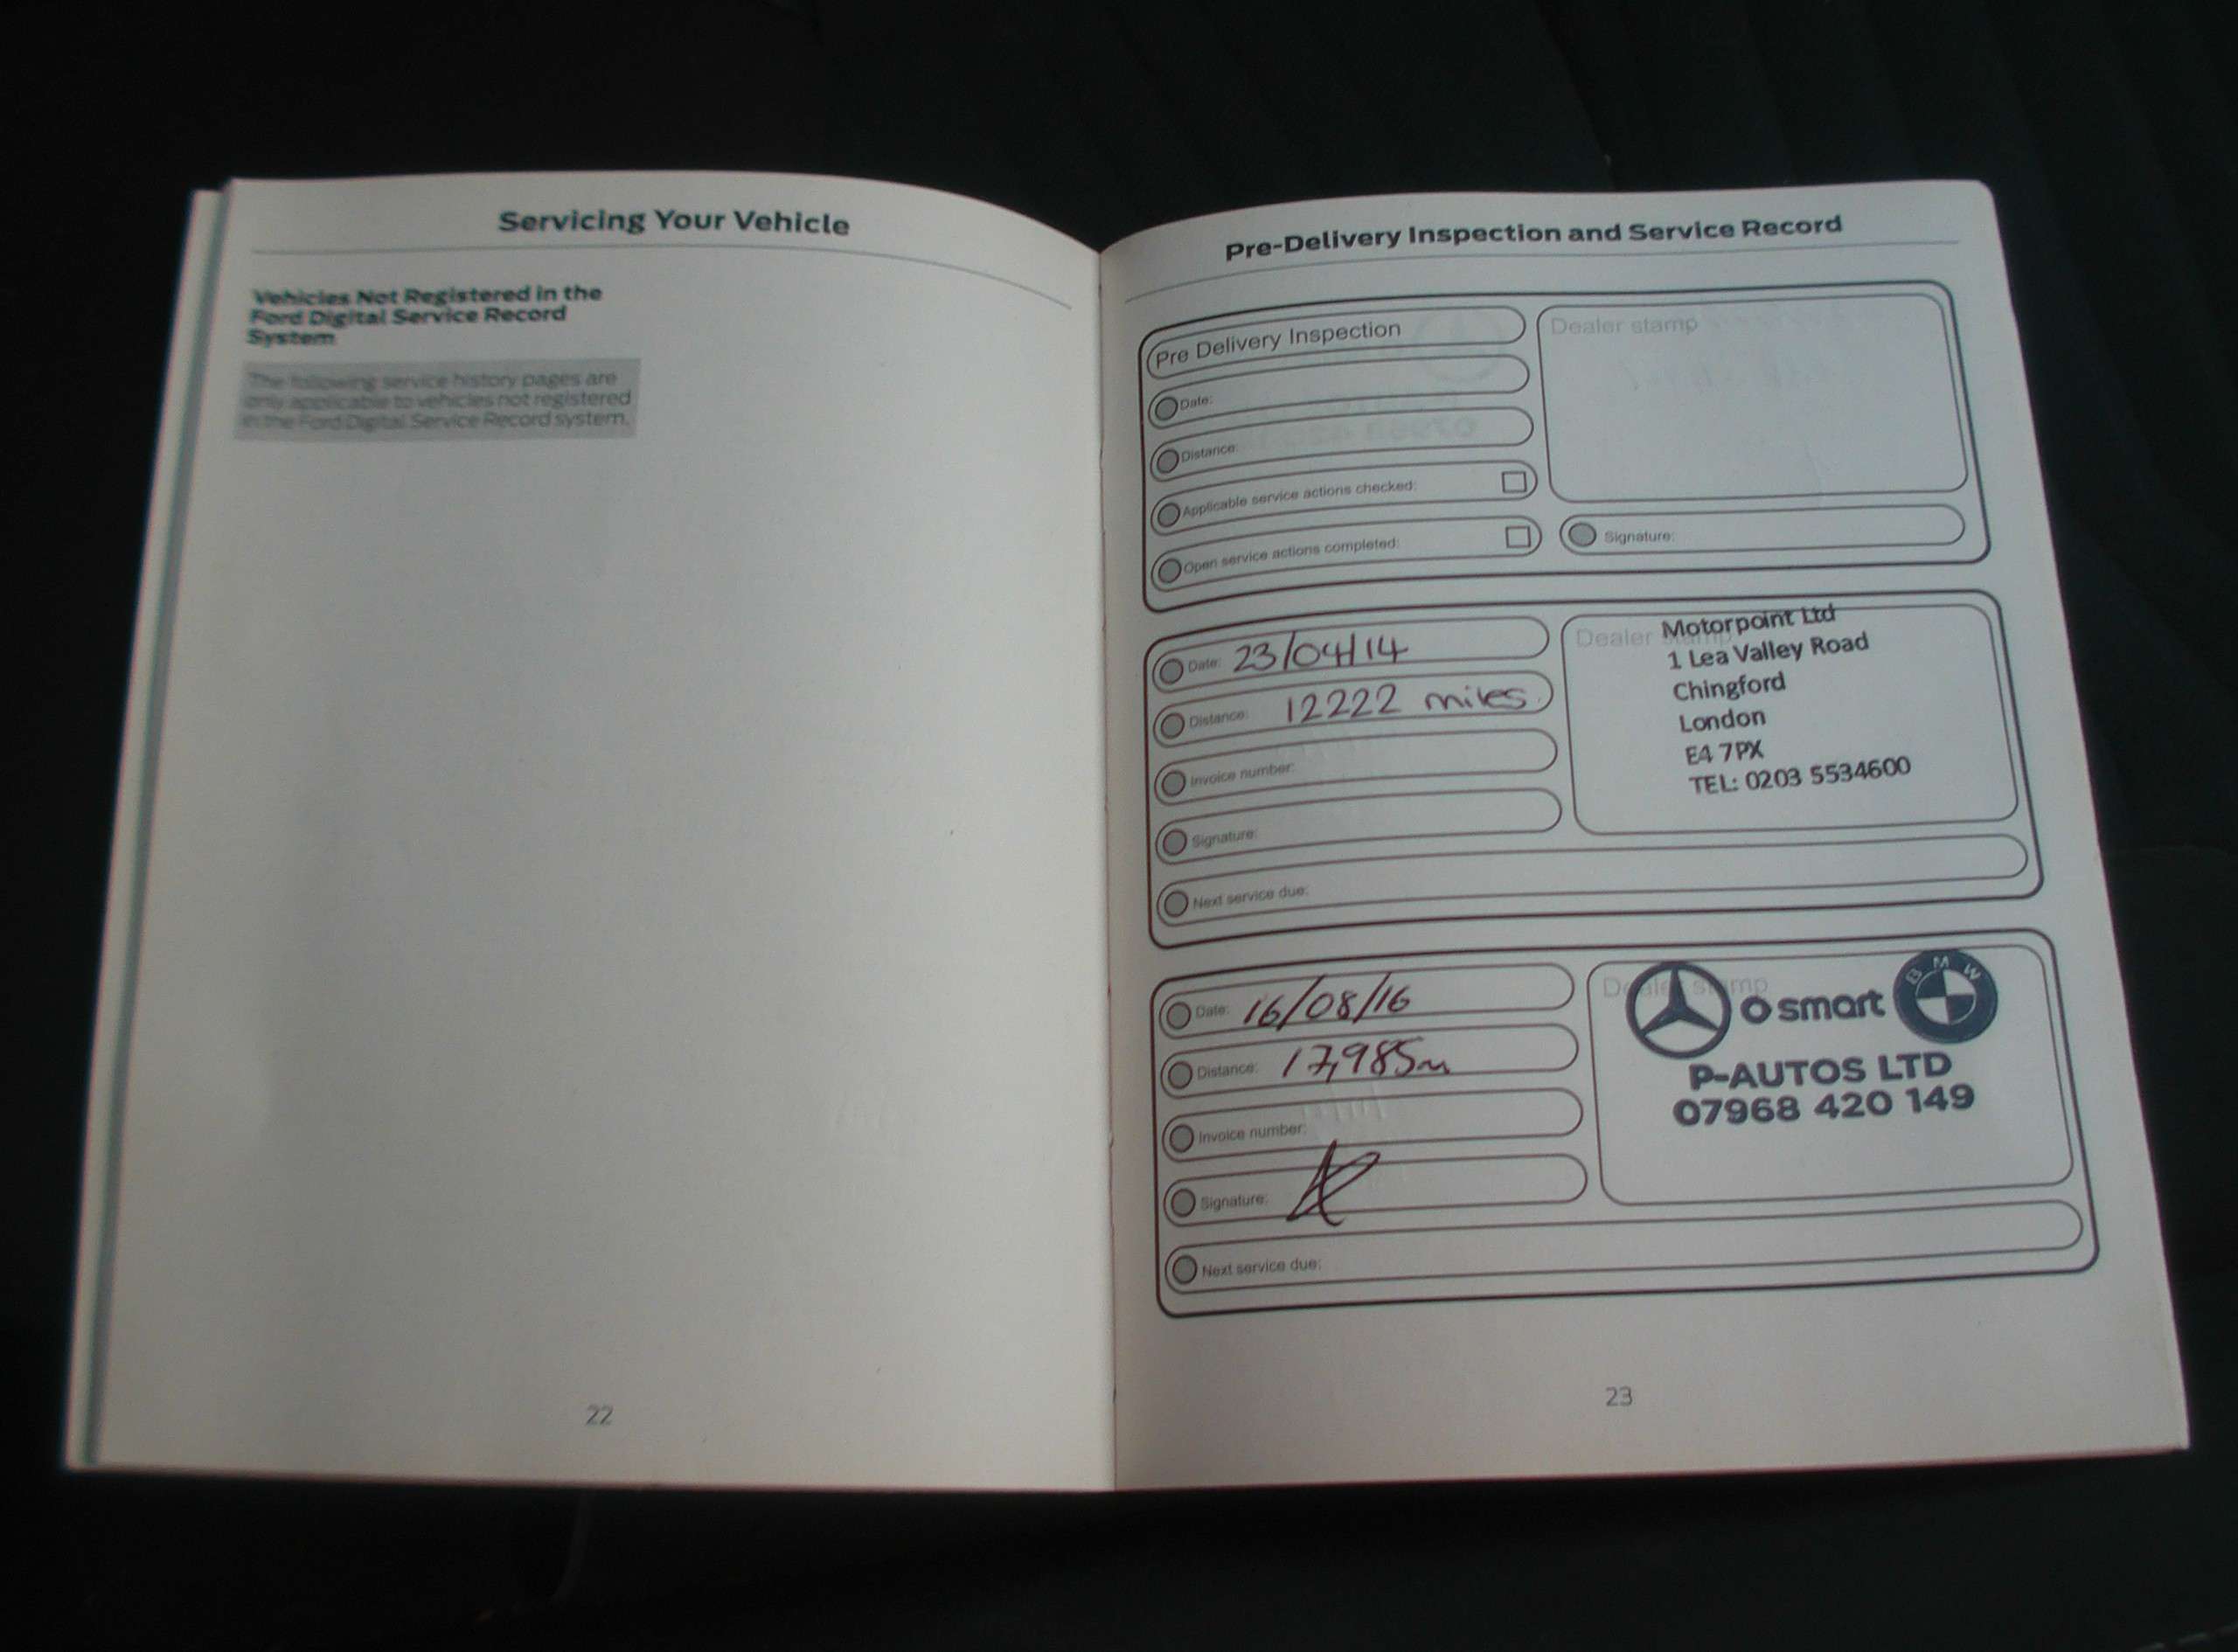 Servicing Your Vehicle
Vehicles Not Registered in the
Ford Digital Service Record
System
The following service history pages are
only applicable to vehicles not registered
in the Ford Digital Service Record system.
22
Pre-Delivery Inspection and Service Record
Pre Delivery Inspection
Date:
Distance:
Applicable service actions checked:
Open service actions completed:
Dealer stamp
Signature:
Date: 23/04/14
Distance: 12222 miles
Invoice number:
Signature:
Next service due:
Dealer stamp
Motorpoint Ltd
1 Lea Valley Road
Chingford
London
E4 7PX
TEL: 0203 5534600
Date: 16/08/16
Distance: 17,985m
Invoice number:
Signature:
Next service due:
Dealer stamp
smart
BMW
P-AUTOS LTD
07968 420 149
23